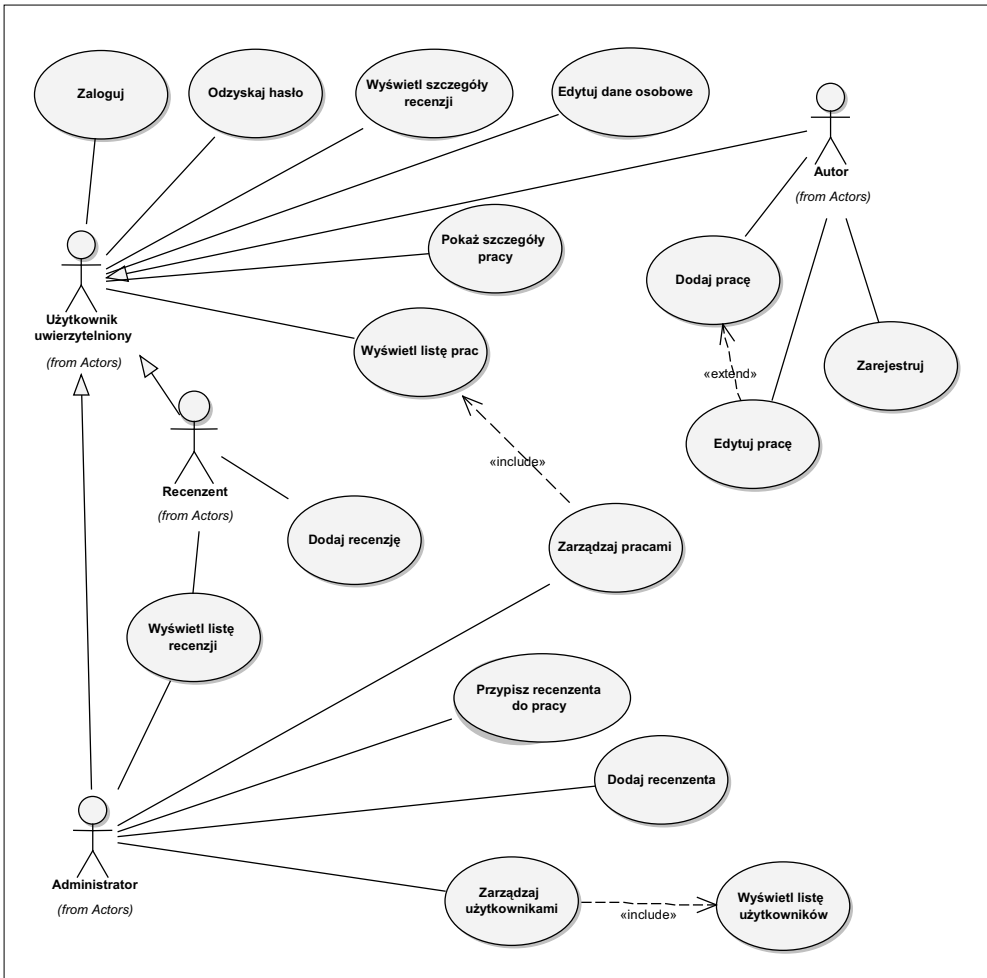 Zaloguj
Odzyskaj hasło
Wyświetl szczegóły
recenzji
Edytuj dane osobowe
Autor
(from Actors)
Pokaż szczegóły
pracy
Dodaj pracę
Użytkownik
uwierzytelniony
(from Actors)
Wyświetl listę prac
Zarejestruj
«extend»
Edytuj pracę
«include»
Recenzent
(from Actors)
Dodaj recenzję
Zarządzaj pracami
Wyświetl listę
recenzji
Przypisz recenzenta
do pracy
Dodaj recenzenta
Administrator
(from Actors)
Zarządzaj
użytkownikami
«include»
Wyświetl listę
użytkowników